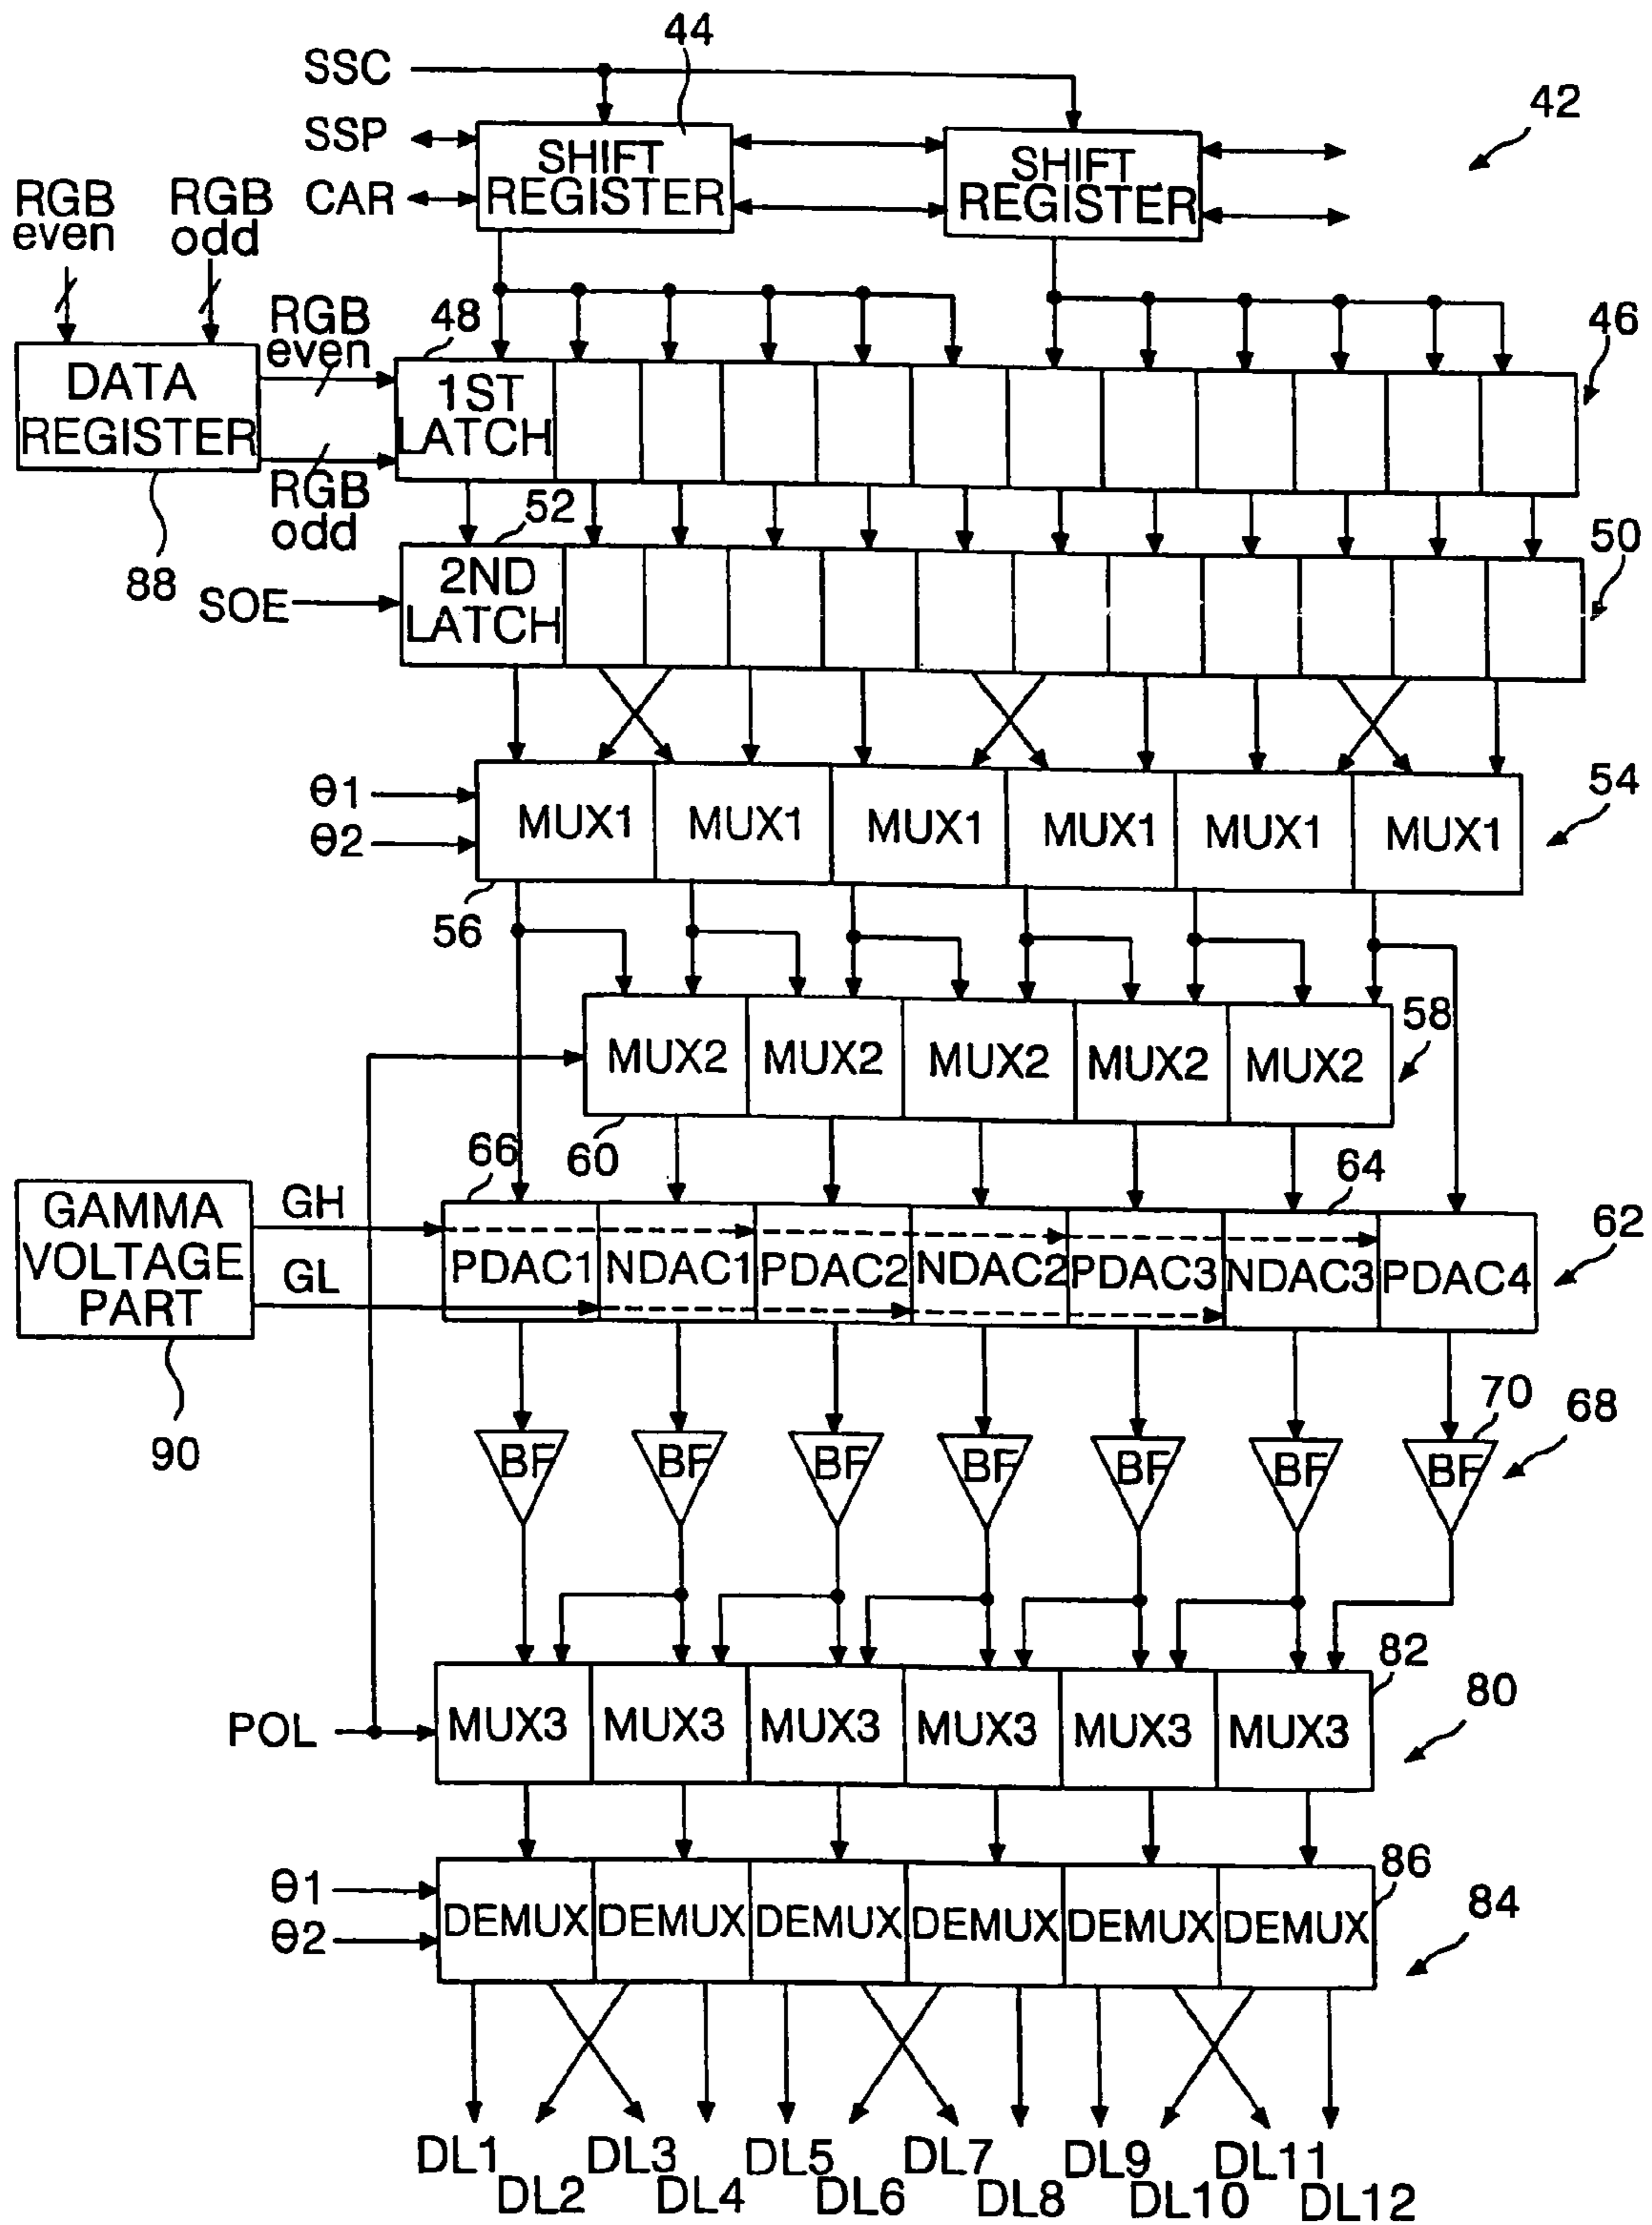 44
SSC
42
SSP
SHIFT
REGISTER
SHIFT
REGISTER
CAR
RGB
even
RGB
odd
RGB
even
48
46
DATA
REGISTER
1ST
LATCH
RGB
odd
88
52
50
2ND
LATCH
SOE
54
θ1
θ2
MUX1 MUX1 MUX1 MUX1 MUX1 MUX1
56
58
MUX2 MUX2 MUX2 MUX2 MUX2
60
66
64
62
GAMMA
VOLTAGE
PART
GH
GL
PDAC1 NDAC1 PDAC2 NDAC2 PDAC3 NDAC3 PDAC4
90
70
68
BF BF BF BF BF BF BF
82
80
POL
MUX3 MUX3 MUX3 MUX3 MUX3 MUX3
86
84
θ1
θ2
DEMUX DEMUX DEMUX DEMUX DEMUX DEMUX
DL1 DL3 DL5 DL7 DL9 DL11
DL2 DL4 DL6 DL8 DL10 DL12